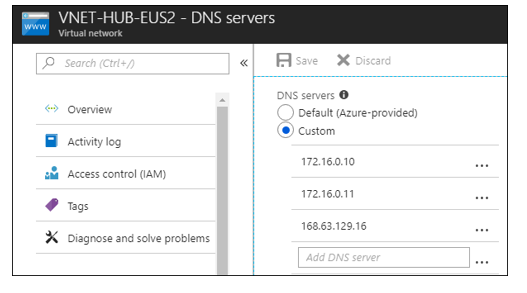 www
VNET-HUB-EUS2 - DNS servers
Virtual network
Search (Ctrl+/)
«
Overview
Activity log
Access control (IAM)
Tags
Diagnose and solve problems
Save
Discard
DNS servers
Default (Azure-provided)
Custom
172.16.0.10
...
172.16.0.11
...
168.63.129.16
...
Add DNS server
...